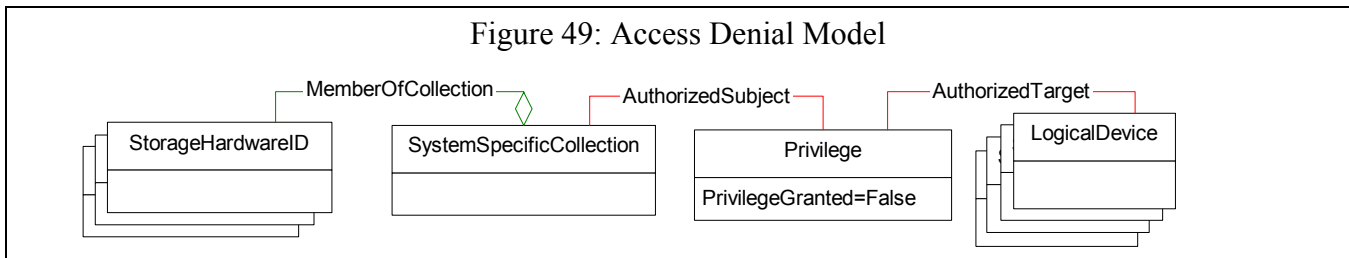 Figure 49: Access Denial Model
MemberOfCollection
AuthorizedSubject
AuthorizedTarget
StorageHardwareID
SystemSpecificCollection
Privilege
LogicalDevice
PrivilegeGranted=False